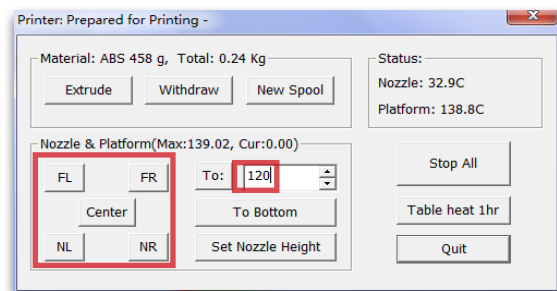 Printer: Prepared for Printing -
Material: ABS 458 g, Total: 0.24 Kg
Extrude Withdraw New Spool
Status:
Nozzle: 32.9C
Platform: 138.8C
Nozzle & Platform(Max:139.02, Cur:0.00)
FL FR To: 120
Center To Bottom
NL NR Set Nozzle Height
Stop All
Table heat 1hr
Quit